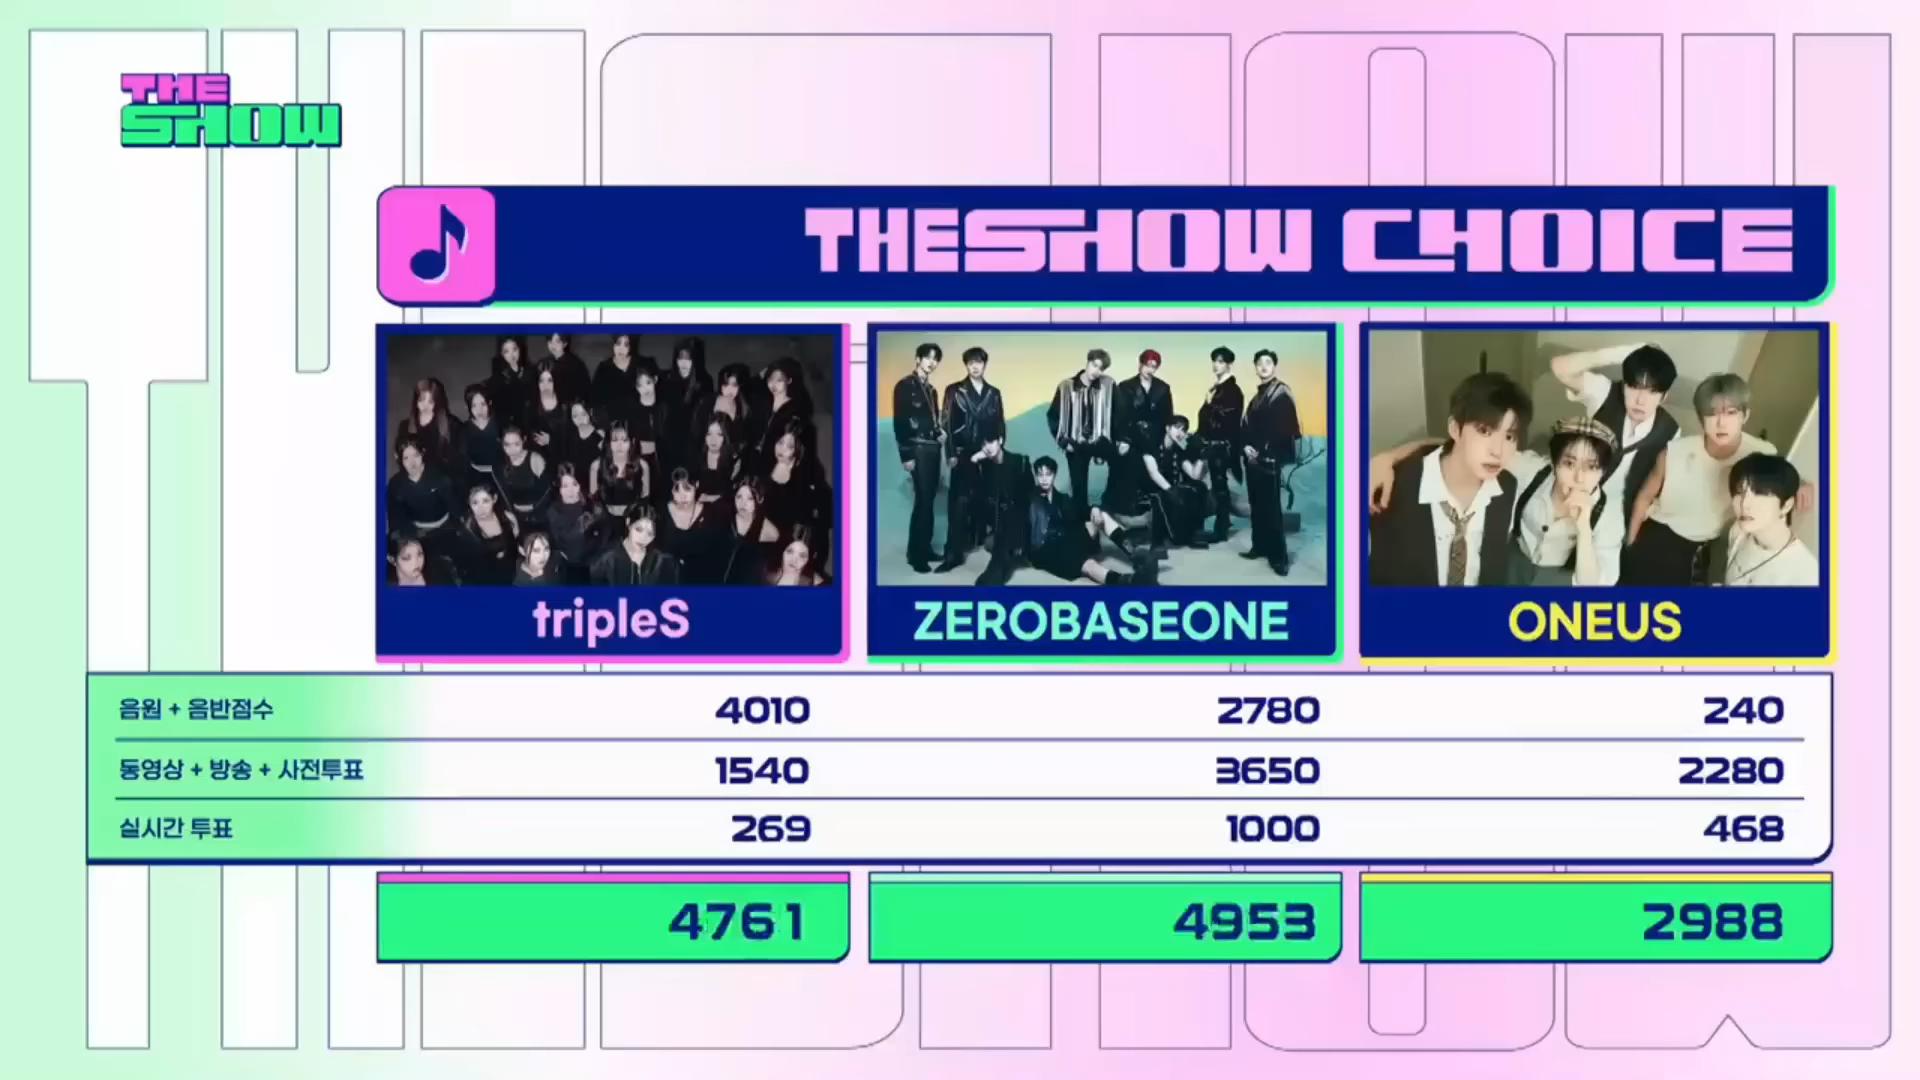 THE
SHOW
THE SHOW CHOICE
tripleS
ZEROBASEONE
ONEUS
음원 + 음반점수 4010 2780 240
동영상 + 방송 + 사전투표 1540 3650 2280
실시간 투표 269 1000 468
4761 4953 2988